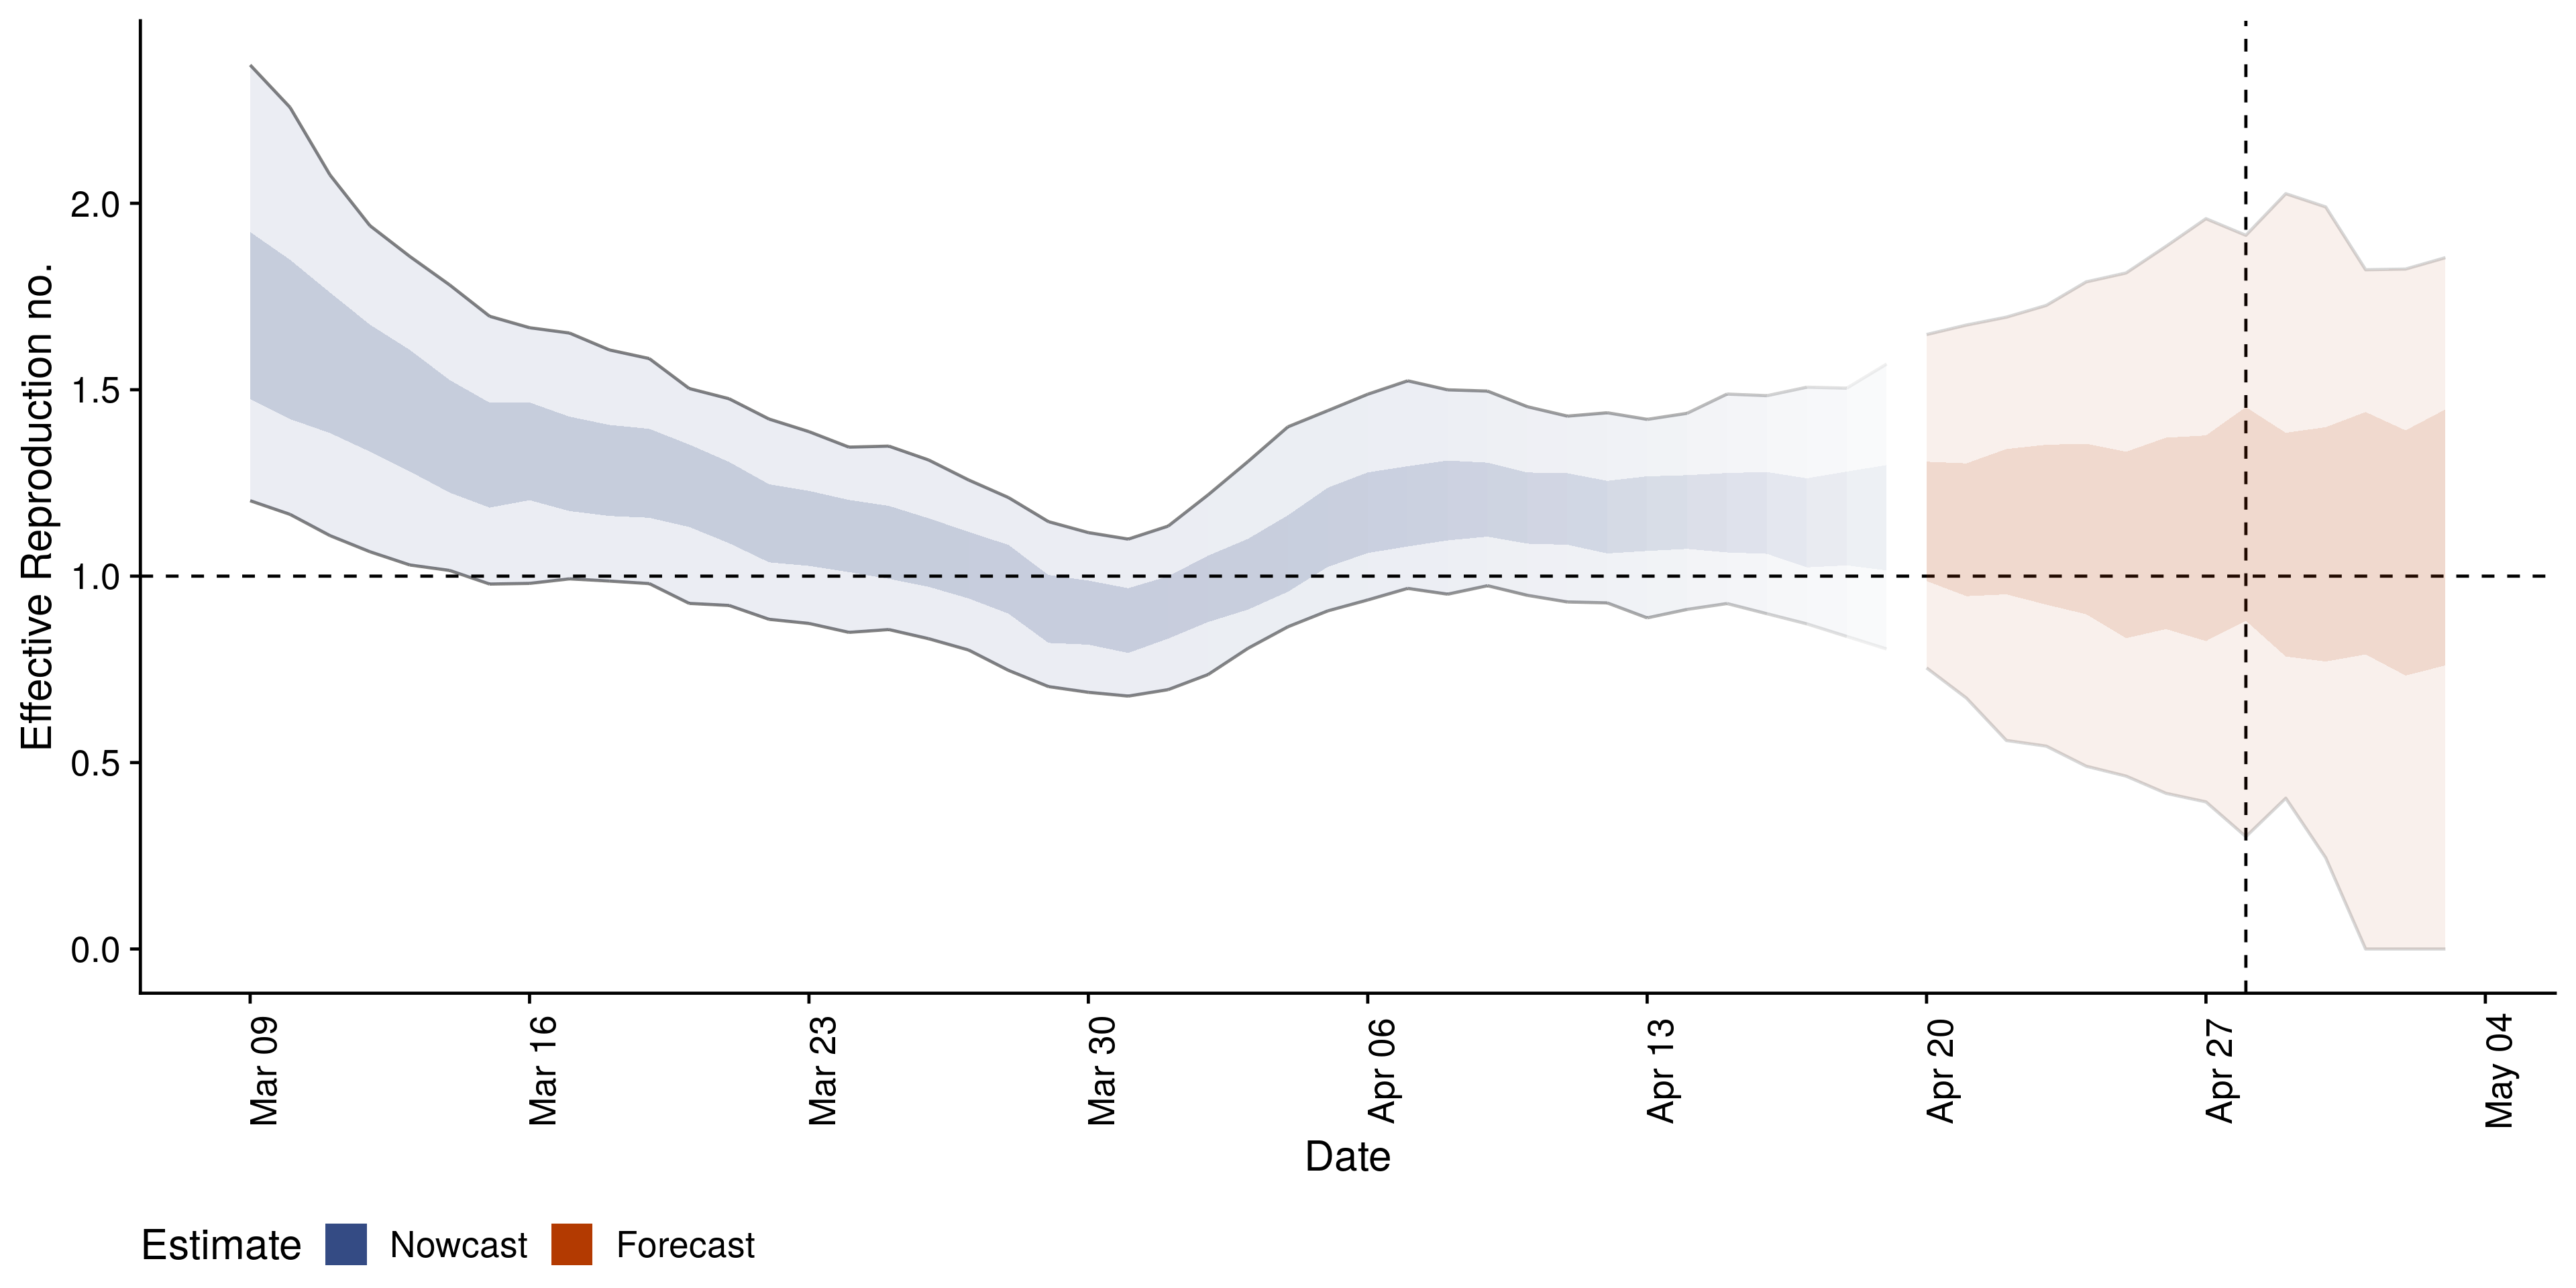 Effective Reproduction no.
2.0
1.5
1.0
0.5
0.0
Mar 09
Mar 16
Mar 23
Mar 30
Apr 06
Apr 13
Apr 20
Apr 27
May 04
Date
Estimate Nowcast Forecast